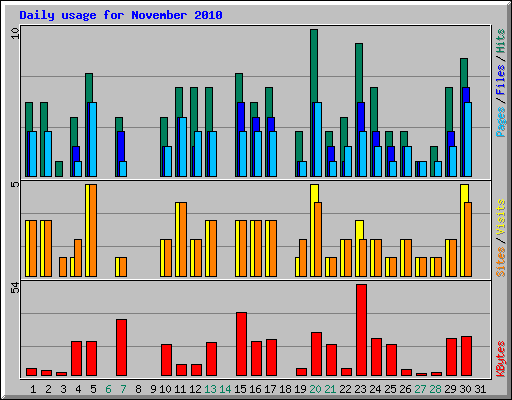 Daily usage for November 2010
10
Pages / Files / Hits
5
Sites / Visits
54
KBytes
1 2 3 4 5 6 7 8 9 10 11 12 13 14 15 16 17 18 19 20 21 22 23 24 25 26 27 28 29 30 31